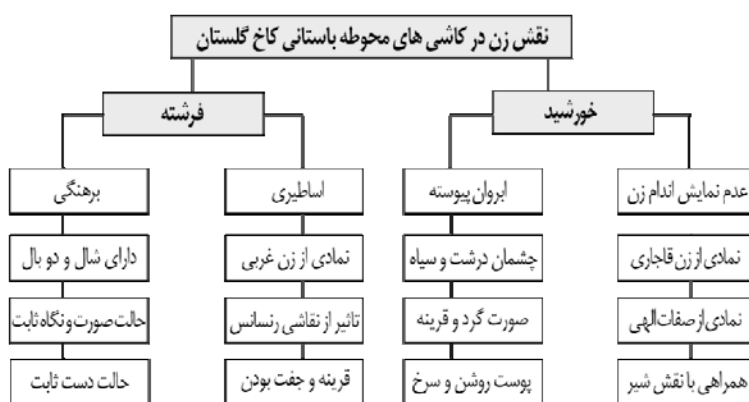 نقش زن در کاشی های محوطه باستانی کاخ گلستان
خورشید
فرشته
عدم نمایش اندام زن
ابروان پیوسته
اساطیری
برهنگی
نمادی از زن قاجاری
چشمان درشت و سیاه
نمادی از زن غربی
دارای شال و دو بال
نمادی از صفات الهی
صورت گرد و قرینه
تاثیر از نقاشی رنسانس
حالت صورت و نگاه ثابت
همراهی با نقش شیر
پوست روشن و سرخ
قرینه و جفت بودن
حالت دست ثابت